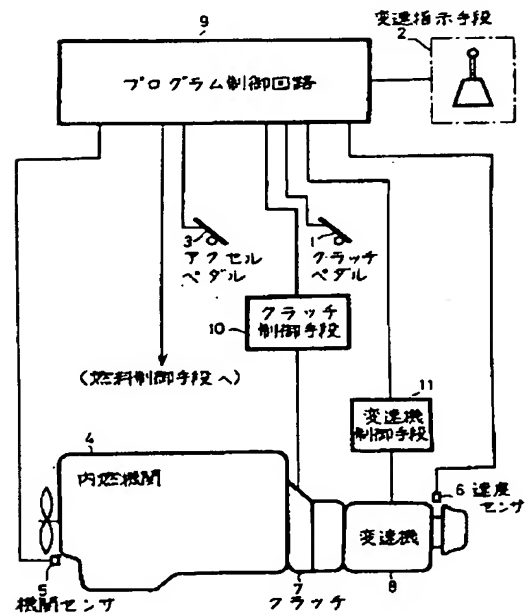 9
プログラム制御回路
変速指示手段
2
3
アクセル
ペダル
1
クラッチ
ペダル
10
クラッチ
制御手段
(燃料制御手段へ)
11
変速機
制御手段
4
内燃機関
6 速度
センサ
変速機
5
機関センサ
7
クラッチ
8